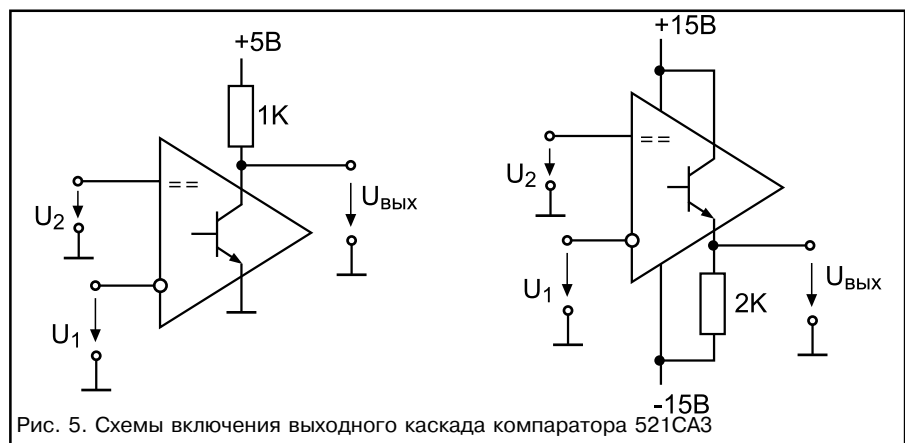 +5В
1К
==
U2
U1
Uвых
+15В
==
U2
U1
Uвых
2К
-15В
Рис. 5. Схемы включения выходного каскада компаратора 521СА3